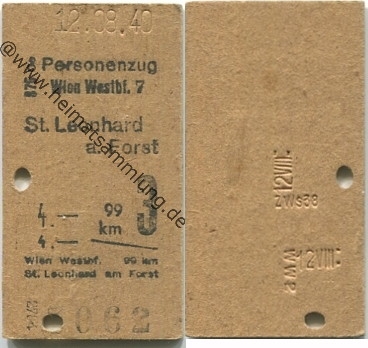 12.08.40
Personenzug
Wien Westbf. 7
St. Leonhard
a. Forst
4.— 99
4.— km 3
Wien Westbf. 99 km
St. Leonhard am Forst
062
www.heimatsammlung.de
12VIII
ZWs38
12VIII